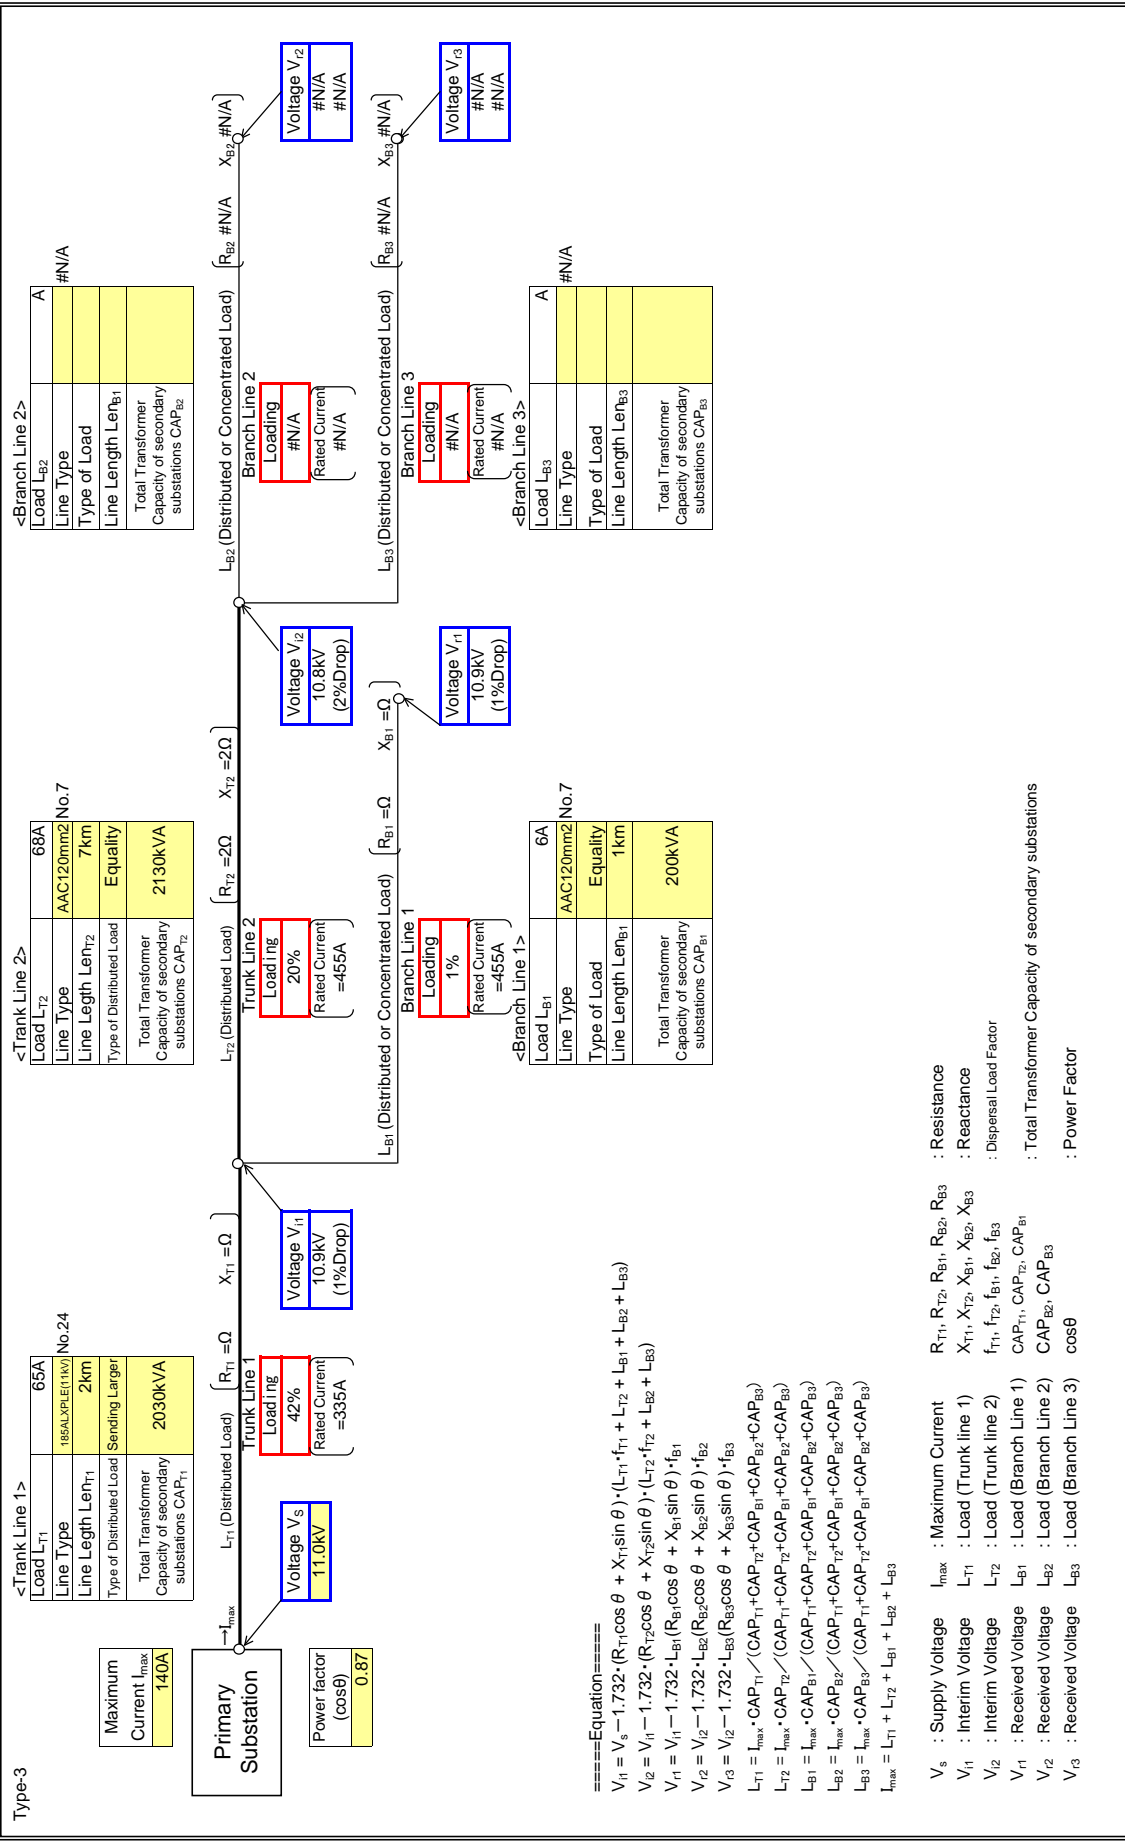 Type-3
Maximum
Current Imax
140A
Primary
Substation
Power factor
(cosθ)
0.87
→Imax
Voltage VS
11.0kV
<Trank Line 1>
Load LT1 65A
Line Type 185ALXPLE(11kV) No.24
Line Legth LenT1 2km
Type of Distributed Load Sending Larger
Total Transformer
Capacity of secondary
substations CAPT1
2030kVA
LT1 (Distributed Load)
RT1 =Ω XT1 =Ω
Trunk Line 1
Loading
42%
Rated Current
=335A
Voltage Vi1
10.9kV
(1%Drop)
<Trank Line 2>
Load LT2 68A
Line Type AAC120mm2 No.7
Line Legth LenT2 7km
Type of Distributed Load Equality
Total Transformer
Capacity of secondary
substations CAPT2
2130kVA
LT2 (Distributed Load)
RT2 =2Ω XT2 =2Ω
Trunk Line 2
Loading
20%
Rated Current
=455A
Voltage Vi2
10.8kV
(2%Drop)
LB1 (Distributed or Concentrated Load)
RB1 =Ω XB1 =Ω
Branch Line 1
Loading
1%
Rated Current
=455A
Voltage Vr1
10.9kV
(1%Drop)
<Branch Line 1>
Load LB1 6A
Line Type AAC120mm2 No.7
Type of Load Equality
Line Length LenB1 1km
Total Transformer
Capacity of secondary
substations CAPB1
200kVA
<Branch Line 2>
Load LB2 A
Line Type #N/A
Type of Load
Line Length LenB1
Total Transformer
Capacity of secondary
substations CAPB2
LB2 (Distributed or Concentrated Load)
RB2 #N/A XB2 #N/A
Branch Line 2
Loading
#N/A
Rated Current
#N/A
Voltage Vr2
#N/A
#N/A
LB3 (Distributed or Concentrated Load)
RB3 #N/A XB3 #N/A
Branch Line 3
Loading
#N/A
Rated Current
#N/A
Voltage Vr3
#N/A
#N/A
<Branch Line 3>
Load LB3 A
Line Type #N/A
Type of Load
Line Length LenB3
Total Transformer
Capacity of secondary
substations CAPB3
=====Equation=====
Vi1 = Vs−1.732・(RT1cos θ + XT1sin θ)・(LT1・fT1 + LT2 + LB1 + LB2 + LB3)
Vi2 = Vi1−1.732・(RT2cos θ + XT2sin θ)・(LT2・fT2 + LB2 + LB3)
Vr1 = Vi1−1.732・LB1(RB1cos θ + XB1sin θ)・fB1
Vr2 = Vi2−1.732・LB2(RB2cos θ + XB2sin θ)・fB2
Vr3 = Vi2−1.732・LB3(RB3cos θ + XB3sin θ)・fB3
LT1 = Imax・CAPT1／(CAPT1+CAPT2+CAPB1+CAPB2+CAPB3)
LT2 = Imax・CAPT2／(CAPT1+CAPT2+CAPB1+CAPB2+CAPB3)
LB1 = Imax・CAPB1／(CAPT1+CAPT2+CAPB1+CAPB2+CAPB3)
LB2 = Imax・CAPB2／(CAPT1+CAPT2+CAPB1+CAPB2+CAPB3)
LB3 = Imax・CAPB3／(CAPT1+CAPT2+CAPB1+CAPB2+CAPB3)
Imax = LT1 + LT2 + LB1 + LB2 + LB3
Vs : Supply Voltage Imax : Maximum Current RT1, RT2, RB1, RB2, RB3 : Resistance
Vi1 : Interim Voltage LT1 : Load (Trunk line 1) XT1, XT2, XB1, XB2, XB3 : Reactance
Vi2 : Interim Voltage LT2 : Load (Trunk line 2) fT1, fT2, fB1, fB2, fB3 : Dispersal Load Factor
Vr1 : Received Voltage LB1 : Load (Branch Line 1) CAPT1, CAPT2, CAPB1 : Total Transformer Capacity of secondary substations
Vr2 : Received Voltage LB2 : Load (Branch Line 2) CAPB2, CAPB3
Vr3 : Received Voltage LB3 : Load (Branch Line 3) cosθ : Power Factor